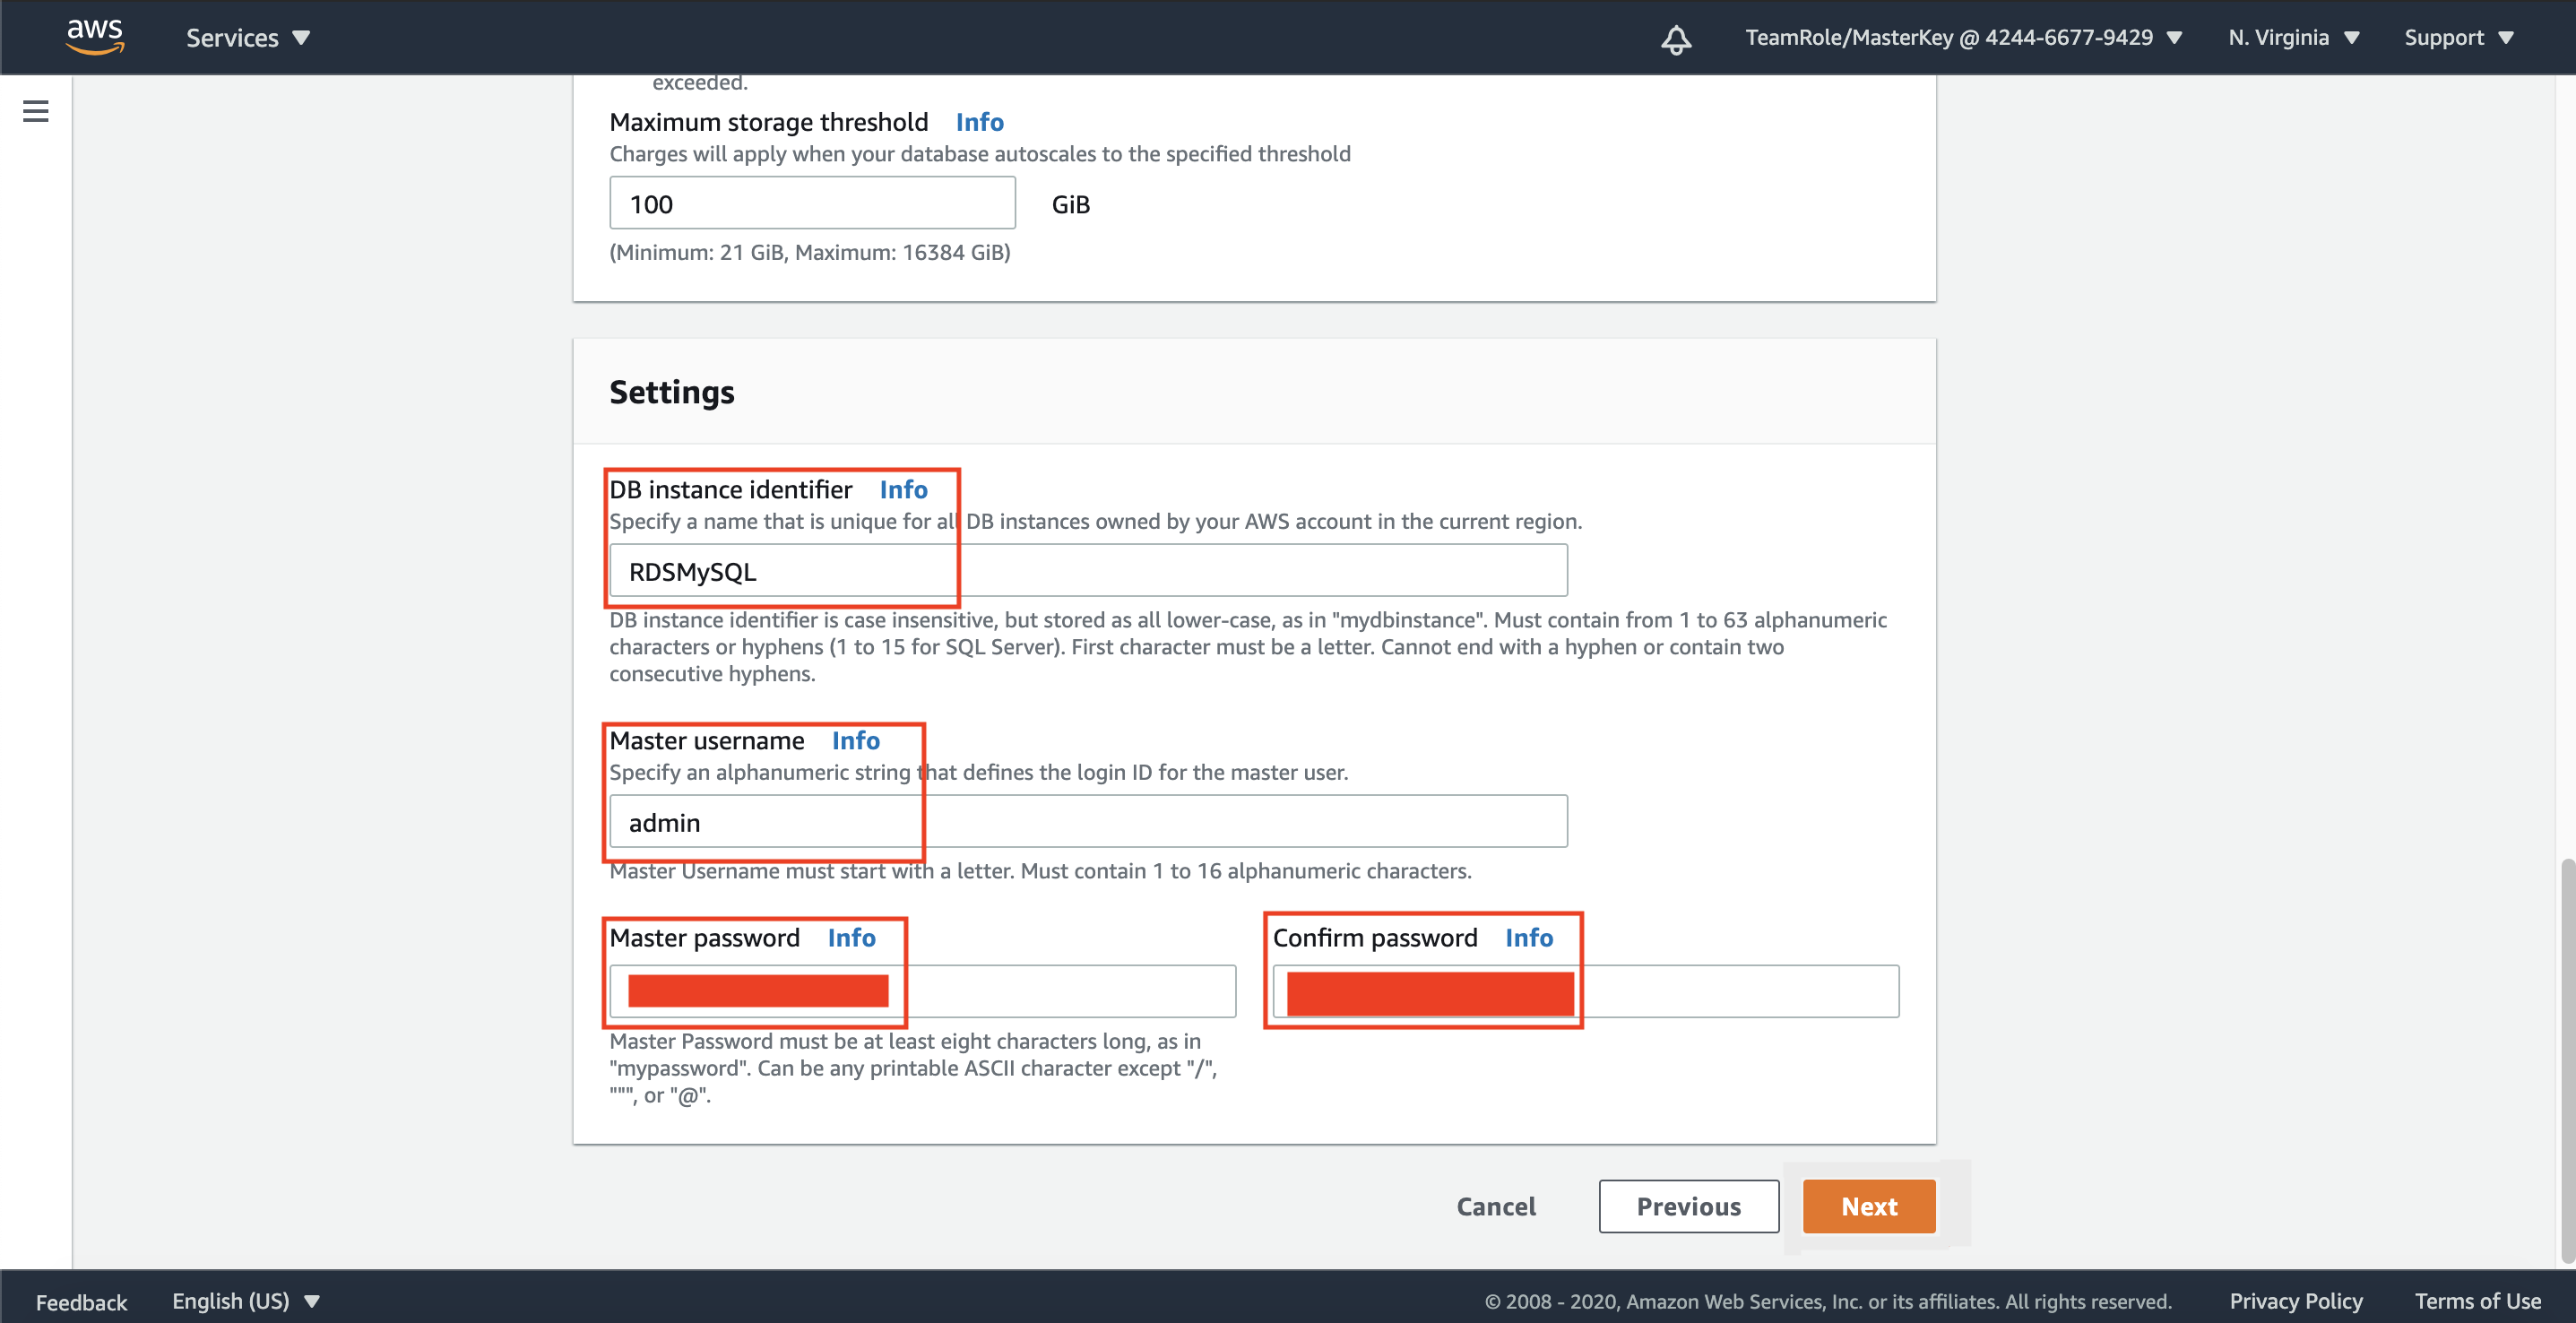 aws
Services
TeamRole/MasterKey @ 4244-6677-9429
N. Virginia
Support
exceeded.
Maximum storage threshold Info
Charges will apply when your database autoscales to the specified threshold
100 GiB
(Minimum: 21 GiB, Maximum: 16384 GiB)
Settings
DB instance identifier Info
Specify a name that is unique for all DB instances owned by your AWS account in the current region.
RDSMySQL
DB instance identifier is case insensitive, but stored as all lower-case, as in "mydbinstance". Must contain from 1 to 63 alphanumeric
characters or hyphens (1 to 15 for SQL Server). First character must be a letter. Cannot end with a hyphen or contain two
consecutive hyphens.
Master username Info
Specify an alphanumeric string that defines the login ID for the master user.
admin
Master Username must start with a letter. Must contain 1 to 16 alphanumeric characters.
Master password Info
Confirm password Info
Master Password must be at least eight characters long, as in
"mypassword". Can be any printable ASCII character except "/",
""", or "@".
Cancel
Previous
Next
Feedback
English (US)
© 2008 - 2020, Amazon Web Services, Inc. or its affiliates. All rights reserved.
Privacy Policy
Terms of Use